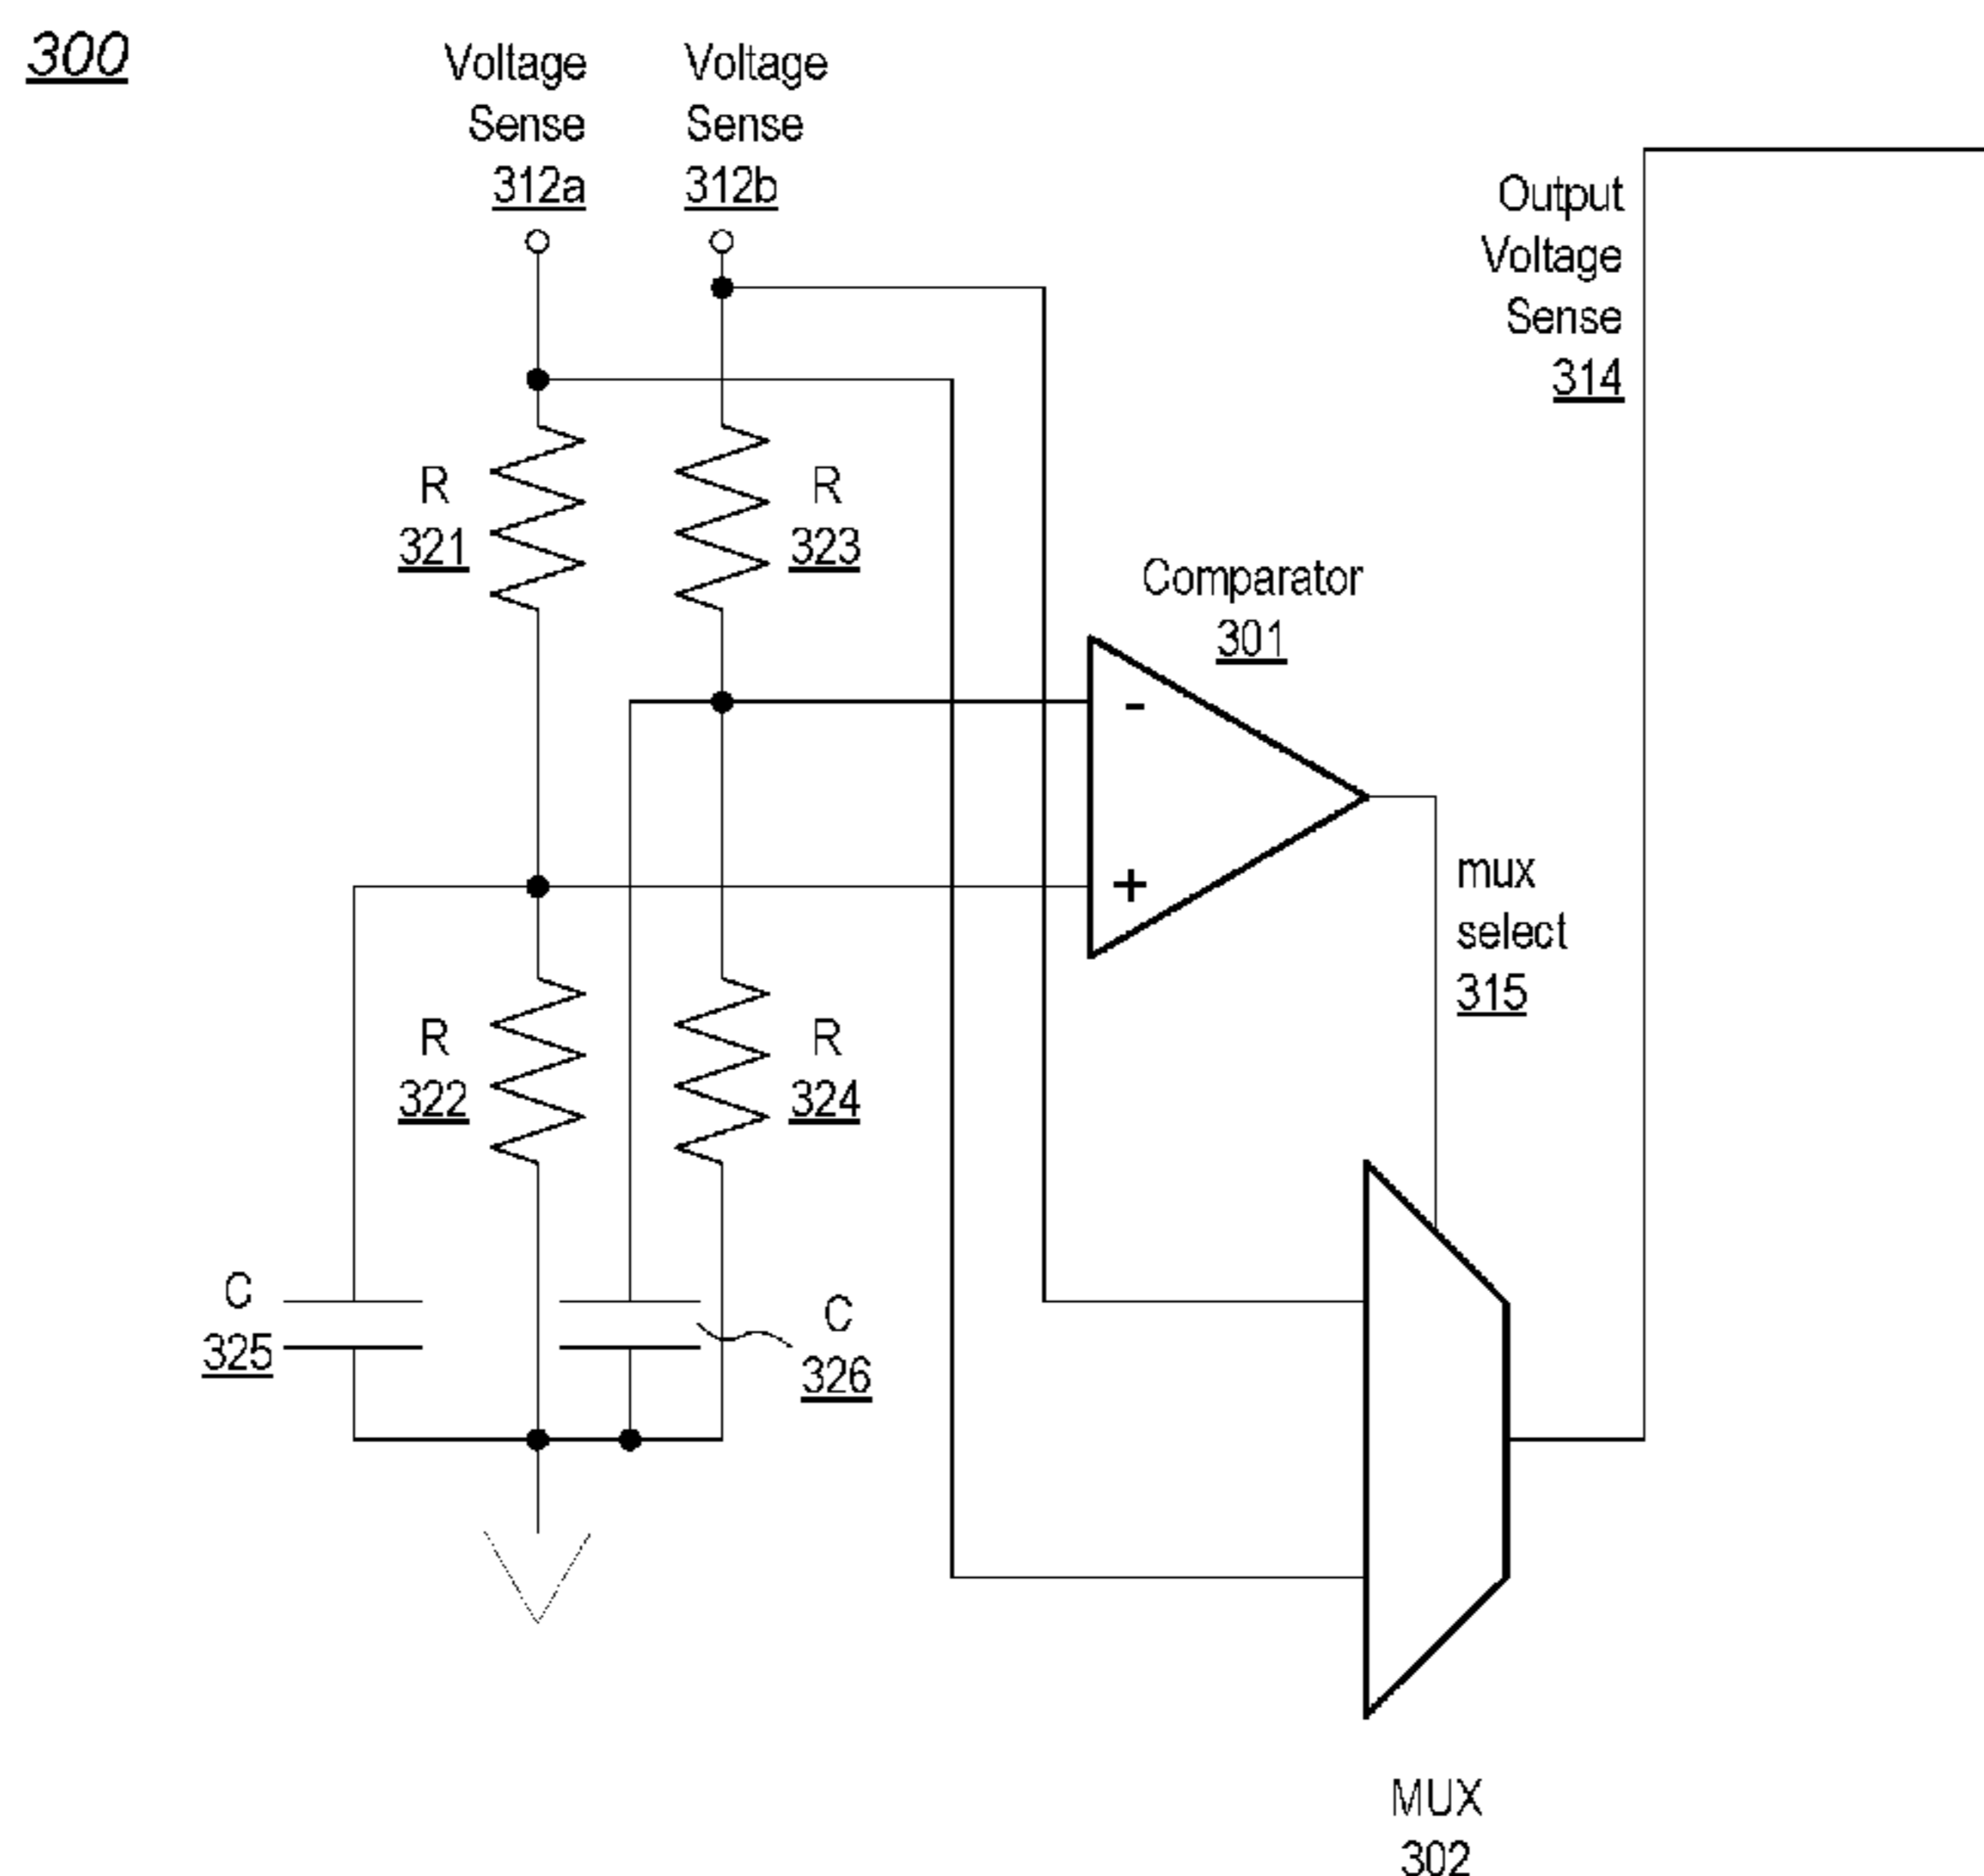 300
Voltage
Sense
312a
Voltage
Sense
312b
Output
Voltage
Sense
314
R
321
R
323
Comparator
301
-
+
mux
select
315
R
322
R
324
C
325
C
326
MUX
302